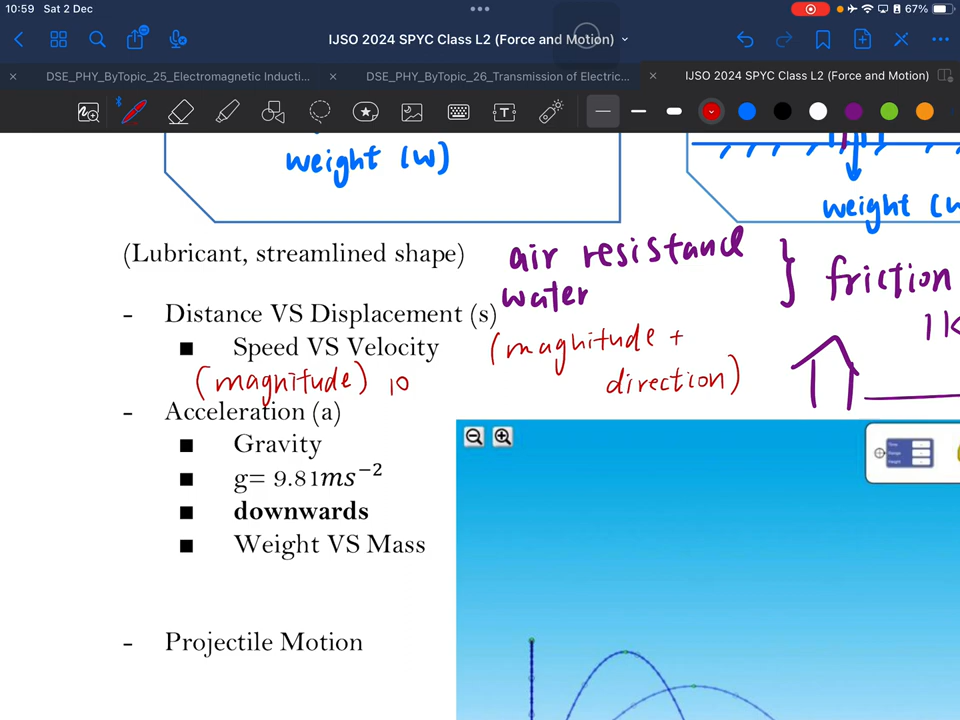 10:59 Sat 2 Dec
67%
IJSO 2024 SPYC Class L2 (Force and Motion)
DSE_PHY_ByTopic_25_Electromagnetic Inducti...
DSE_PHY_ByTopic_26_Transmission of Electric...
IJSO 2024 SPYC Class L2 (Force and Motion)
weight (w)
weight (w
(Lubricant, streamlined shape)
air resistand
water
friction
- Distance VS Displacement (s)
■ Speed VS Velocity
(magnitude +
direction)
(magnitude) 10
- Acceleration (a)
■ Gravity
■ g= 9.81ms⁻²
■ downwards
■ Weight VS Mass
- Projectile Motion